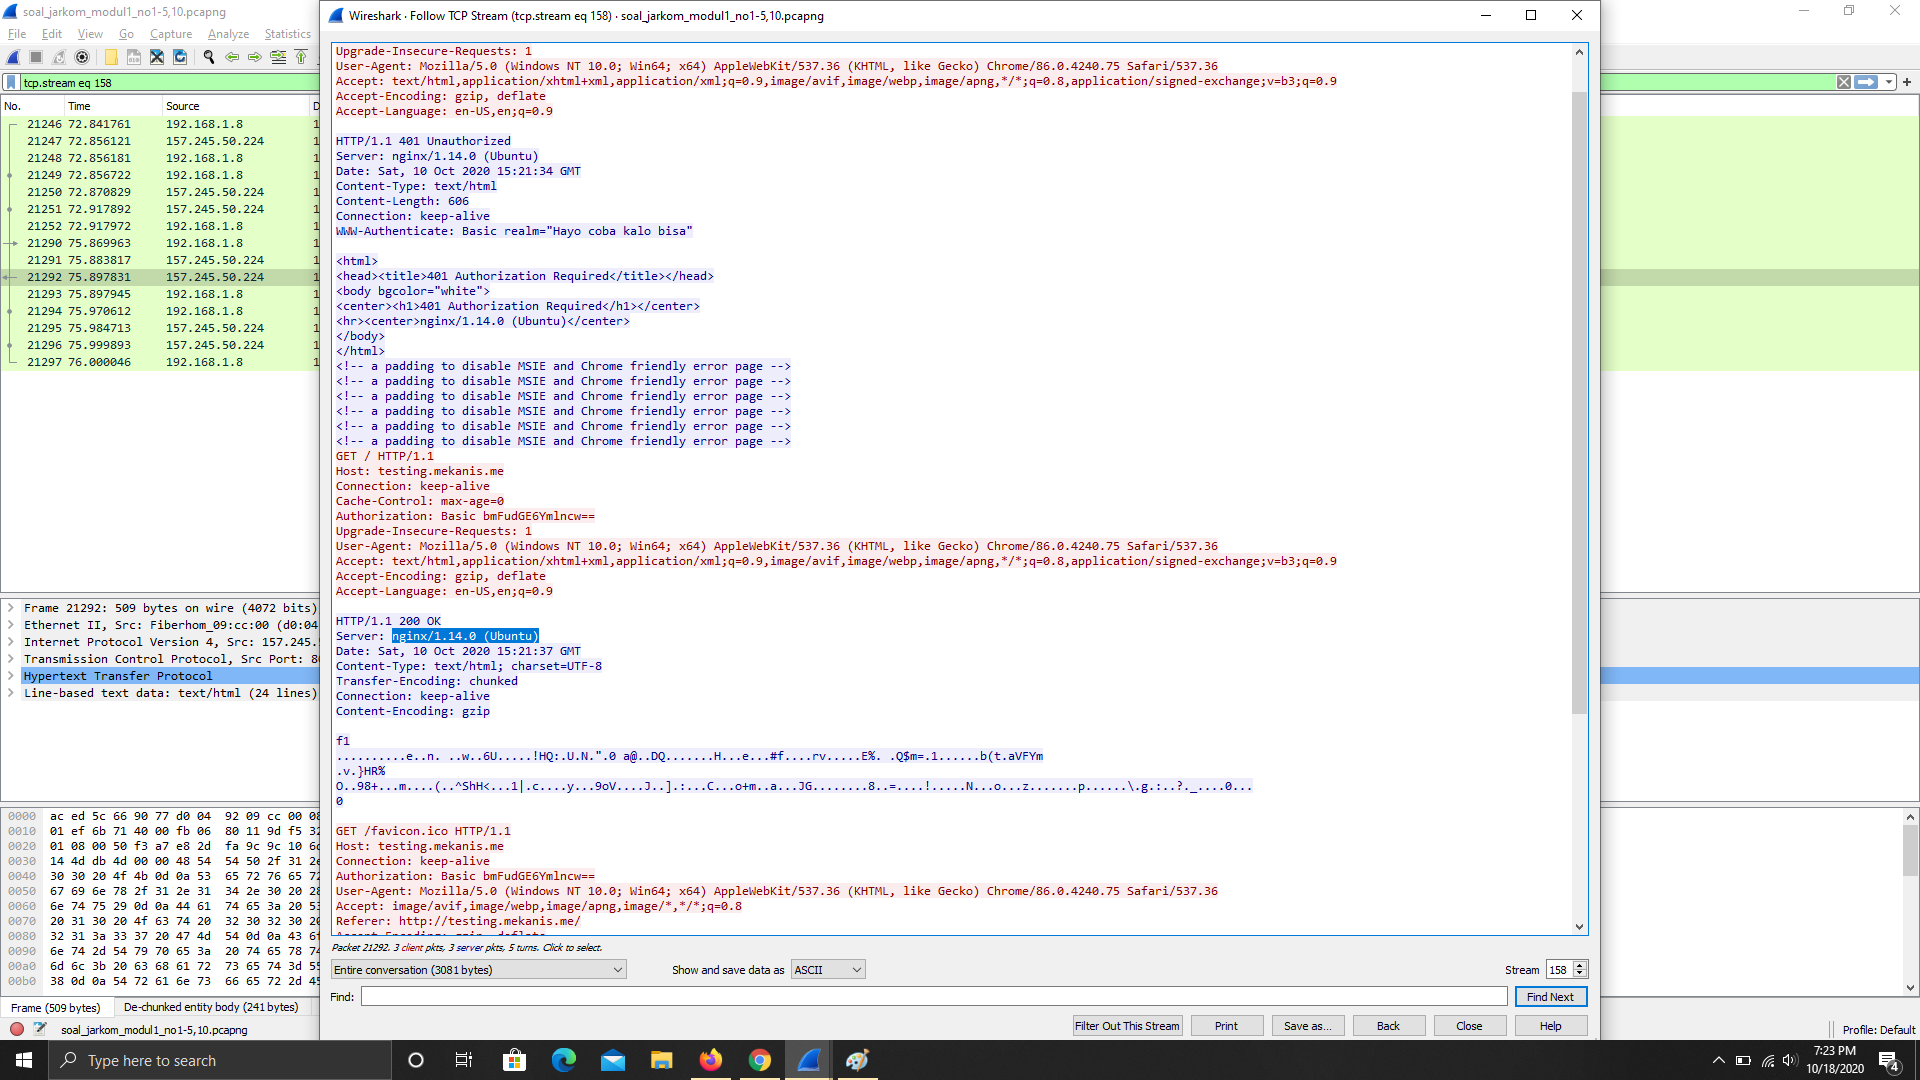 soal_jarkom_modul1_no1-5,10.pcapng
File Edit View Go Capture Analyze Statistics
tcp.stream eq 158
No. Time Source D
21246 72.841761 192.168.1.8 1
21247 72.856121 157.245.50.224 1
21248 72.856181 192.168.1.8 1
21249 72.856722 192.168.1.8 1
21250 72.870829 157.245.50.224 1
21251 72.917892 157.245.50.224 1
21252 72.917972 192.168.1.8 1
21290 75.869963 192.168.1.8 1
21291 75.883817 157.245.50.224 1
21292 75.897831 157.245.50.224 1
21293 75.897945 192.168.1.8 1
21294 75.970612 192.168.1.8 1
21295 75.984713 157.245.50.224 1
21296 75.999893 157.245.50.224 1
21297 76.000046 192.168.1.8 1
Frame 21292: 509 bytes on wire (4072 bits)
Ethernet II, Src: Fiberhom_09:cc:00 (d0:04
Internet Protocol Version 4, Src: 157.245.
Transmission Control Protocol, Src Port: 8
Hypertext Transfer Protocol
Line-based text data: text/html (24 lines)
0000 ac ed 5c 66 90 77 d0 04 92 09 cc 00 08
0010 01 ef 6b 71 40 00 fb 06 80 11 9d f5 32
0020 01 08 00 50 f3 a7 e8 2d fa 9c 9c 10 6d
0030 14 4d db 4d 00 00 48 54 54 50 2f 31 2e
0040 30 30 20 4f 4b 0d 0a 53 65 72 76 65 72
0050 67 69 6e 78 2f 31 2e 31 34 2e 30 20 28
0060 6e 74 75 29 0d 0a 44 61 74 65 3a 20 53
0070 20 31 30 20 4f 63 74 20 32 30 32 30 20
0080 32 31 3a 33 37 20 47 4d 54 0d 0a 43 6f
0090 6e 74 2d 54 79 70 65 3a 20 74 65 78 74
00a0 6d 6c 3b 20 63 68 61 72 73 65 74 3d 55
00b0 38 0d 0a 54 72 61 6e 73 66 65 72 2d 45
Frame (509 bytes) De-chunked entity body (241 bytes)
soal_jarkom_modul1_no1-5,10.pcapng
Wireshark · Follow TCP Stream (tcp.stream eq 158) · soal_jarkom_modul1_no1-5,10.pcapng
Upgrade-Insecure-Requests: 1
User-Agent: Mozilla/5.0 (Windows NT 10.0; Win64; x64) AppleWebKit/537.36 (KHTML, like Gecko) Chrome/86.0.4240.75 Safari/537.36
Accept: text/html,application/xhtml+xml,application/xml;q=0.9,image/avif,image/webp,image/apng,*/*;q=0.8,application/signed-exchange;v=b3;q=0.9
Accept-Encoding: gzip, deflate
Accept-Language: en-US,en;q=0.9
HTTP/1.1 401 Unauthorized
Server: nginx/1.14.0 (Ubuntu)
Date: Sat, 10 Oct 2020 15:21:34 GMT
Content-Type: text/html
Content-Length: 606
Connection: keep-alive
WWW-Authenticate: Basic realm="Hayo coba kalo bisa"
<html>
<head><title>401 Authorization Required</title></head>
<body bgcolor="white">
<center><h1>401 Authorization Required</h1></center>
<hr><center>nginx/1.14.0 (Ubuntu)</center>
</body>
</html>
<!-- a padding to disable MSIE and Chrome friendly error page -->
<!-- a padding to disable MSIE and Chrome friendly error page -->
<!-- a padding to disable MSIE and Chrome friendly error page -->
<!-- a padding to disable MSIE and Chrome friendly error page -->
<!-- a padding to disable MSIE and Chrome friendly error page -->
<!-- a padding to disable MSIE and Chrome friendly error page -->
GET / HTTP/1.1
Host: testing.mekanis.me
Connection: keep-alive
Cache-Control: max-age=0
Authorization: Basic bmFudGE6Ymlncw==
Upgrade-Insecure-Requests: 1
User-Agent: Mozilla/5.0 (Windows NT 10.0; Win64; x64) AppleWebKit/537.36 (KHTML, like Gecko) Chrome/86.0.4240.75 Safari/537.36
Accept: text/html,application/xhtml+xml,application/xml;q=0.9,image/avif,image/webp,image/apng,*/*;q=0.8,application/signed-exchange;v=b3;q=0.9
Accept-Encoding: gzip, deflate
Accept-Language: en-US,en;q=0.9
HTTP/1.1 200 OK
Server: nginx/1.14.0 (Ubuntu)
Date: Sat, 10 Oct 2020 15:21:37 GMT
Content-Type: text/html; charset=UTF-8
Transfer-Encoding: chunked
Connection: keep-alive
Content-Encoding: gzip
f1
..........e..n. ..w..6U.....!HQ:.U.N.".0 a@..DQ.......H...e...#f....rv.....E%. .Q$m=.1......b(t.aVFYm
.v.}HR%
O..98+...m....(..^ShH<...1|.c....y...9oV....J..].:...C...o+m..a...JG........8..=....!.....N...o...z.......p......\.g.:..?._....0...
0
GET /favicon.ico HTTP/1.1
Host: testing.mekanis.me
Connection: keep-alive
Authorization: Basic bmFudGE6Ymlncw==
User-Agent: Mozilla/5.0 (Windows NT 10.0; Win64; x64) AppleWebKit/537.36 (KHTML, like Gecko) Chrome/86.0.4240.75 Safari/537.36
Accept: image/avif,image/webp,image/apng,image/*,*/*;q=0.8
Referer: http://testing.mekanis.me/
Packet 21292. 3 client pkts, 3 server pkts, 5 turns. Click to select.
Entire conversation (3081 bytes) Show and save data as ASCII Stream 158
Find: Find Next
Filter Out This Stream Print Save as... Back Close Help
Profile: Default
Type here to search
7:23 PM
10/18/2020
4